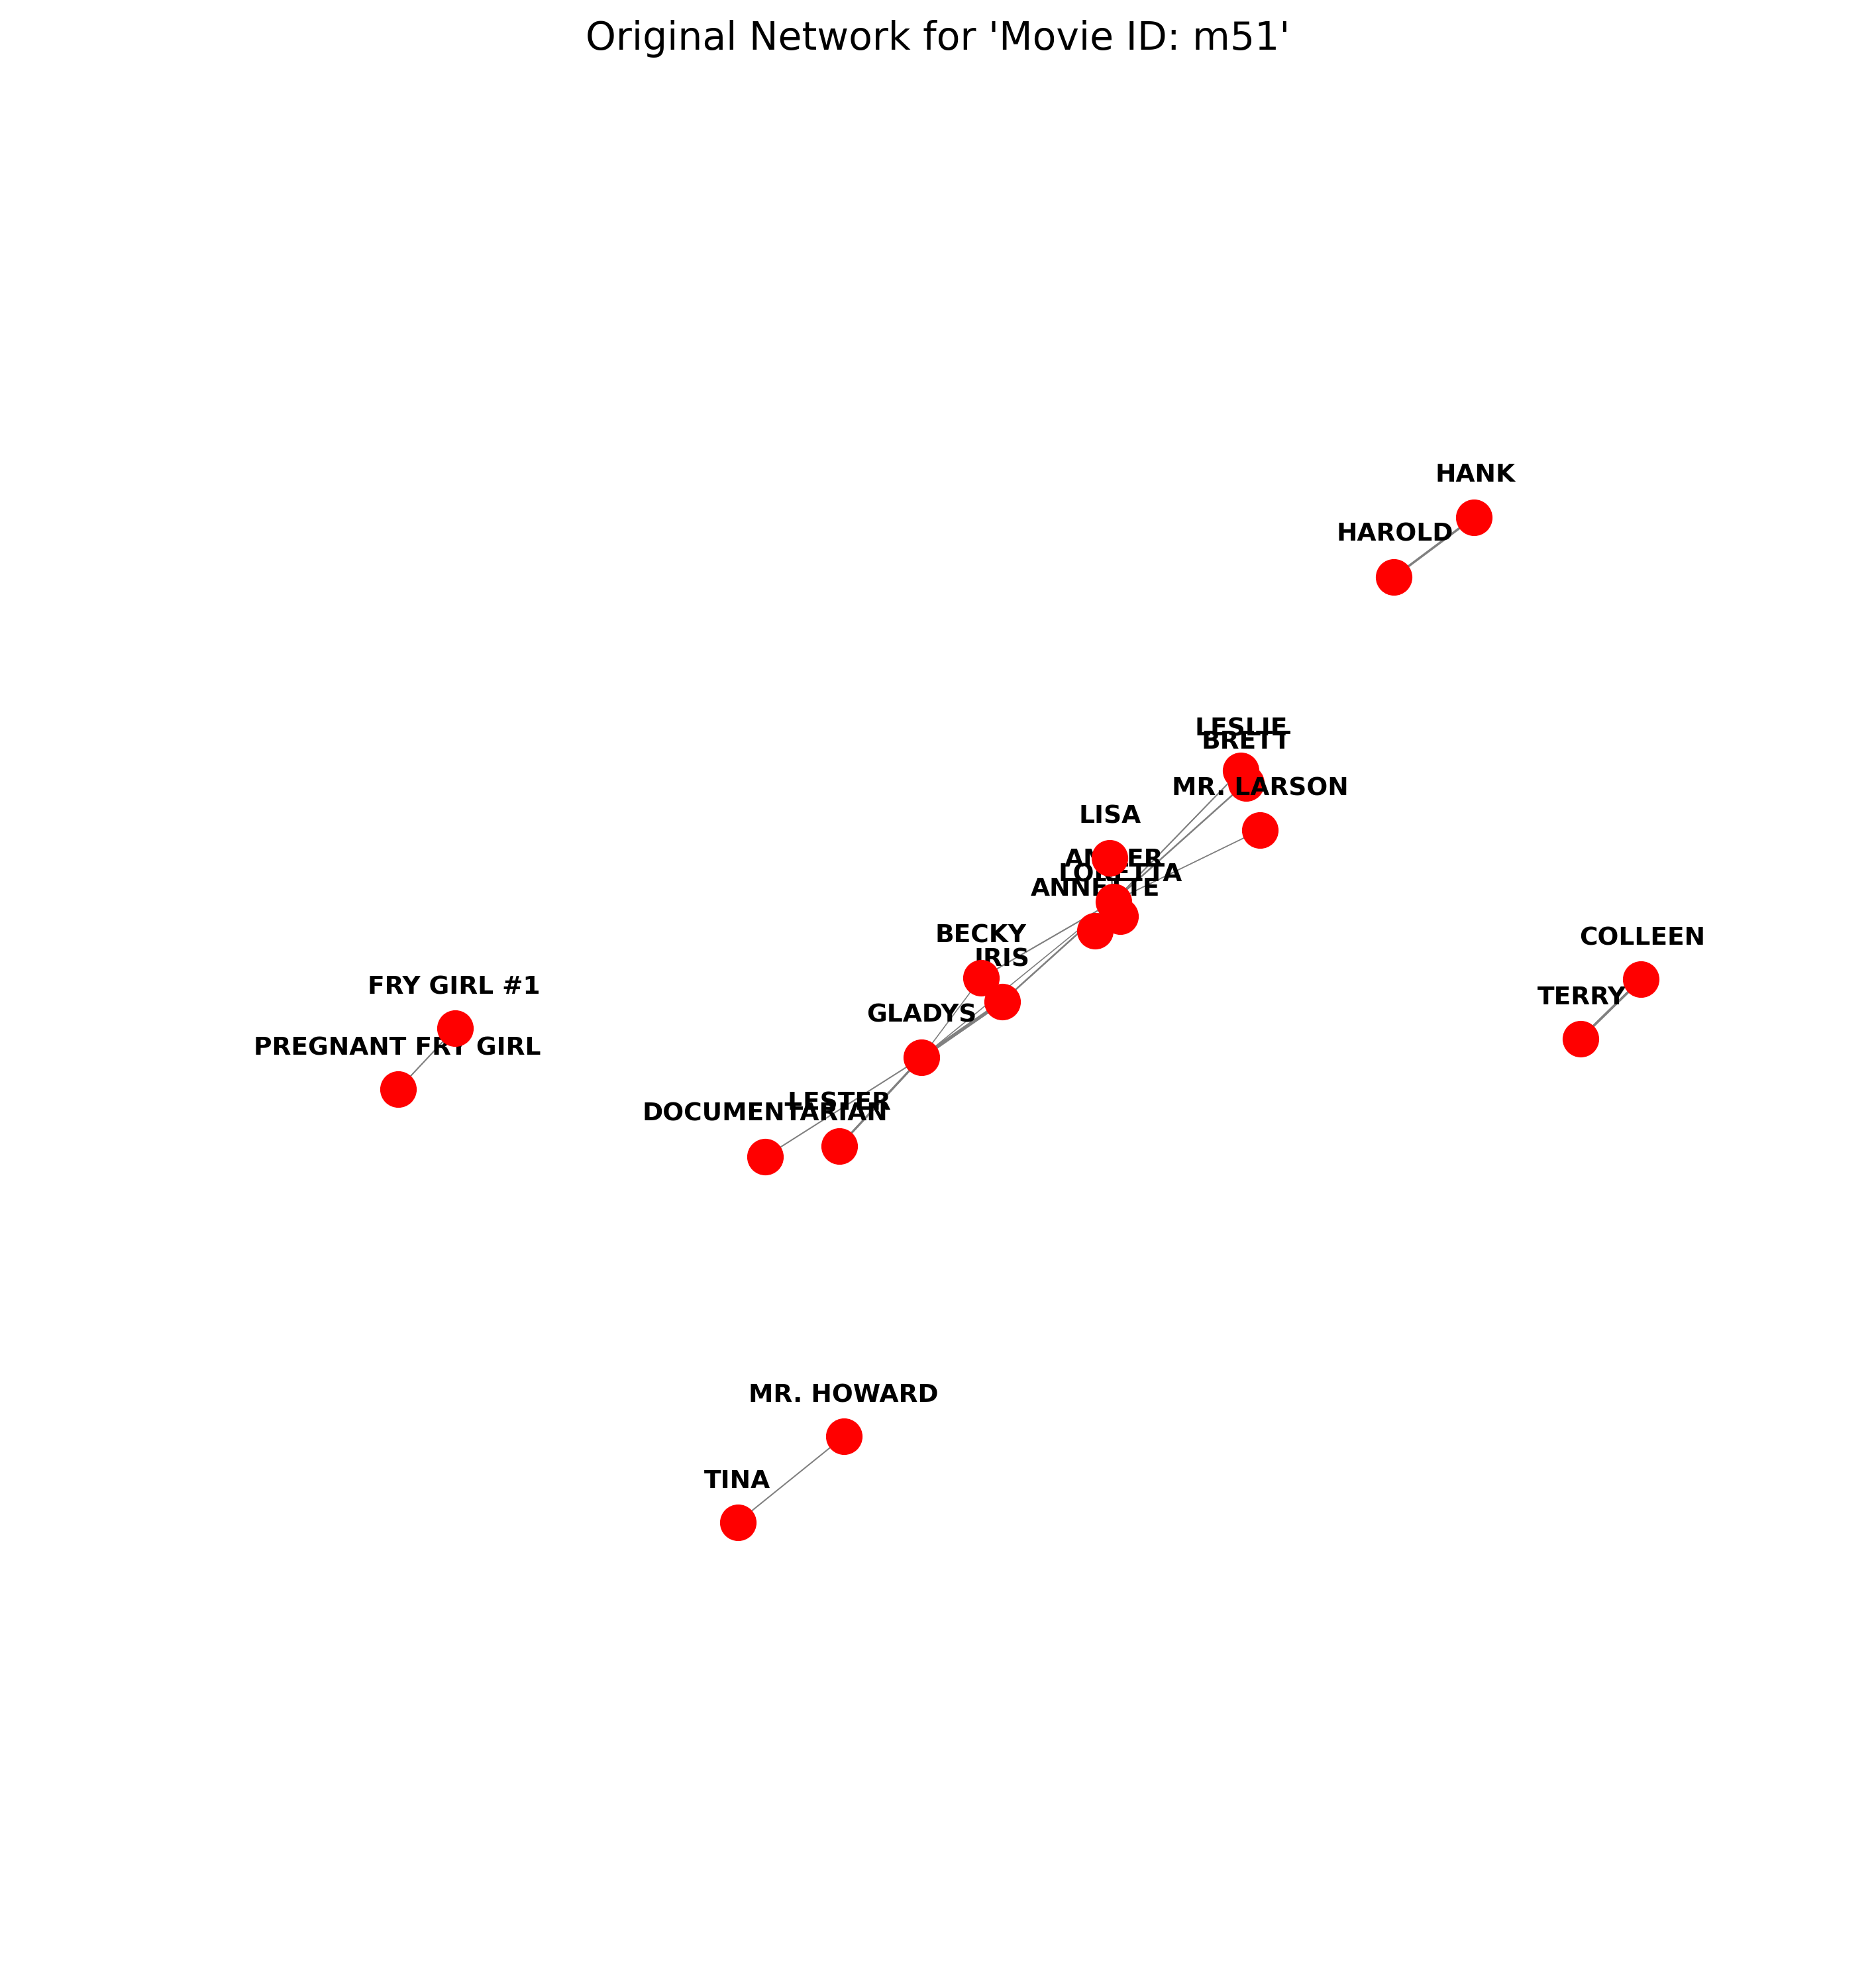 Original Network for 'Movie ID: m51'
HANK
HAROLD
LESLIE
BRETT
MR. LARSON
LISA
AMBER
LORETTA
ANNETTE
BECKY
IRIS
COLLEEN
TERRY
FRY GIRL #1
GLADYS
PREGNANT FRY GIRL
LESTER
DOCUMENTARIAN
MR. HOWARD
TINA